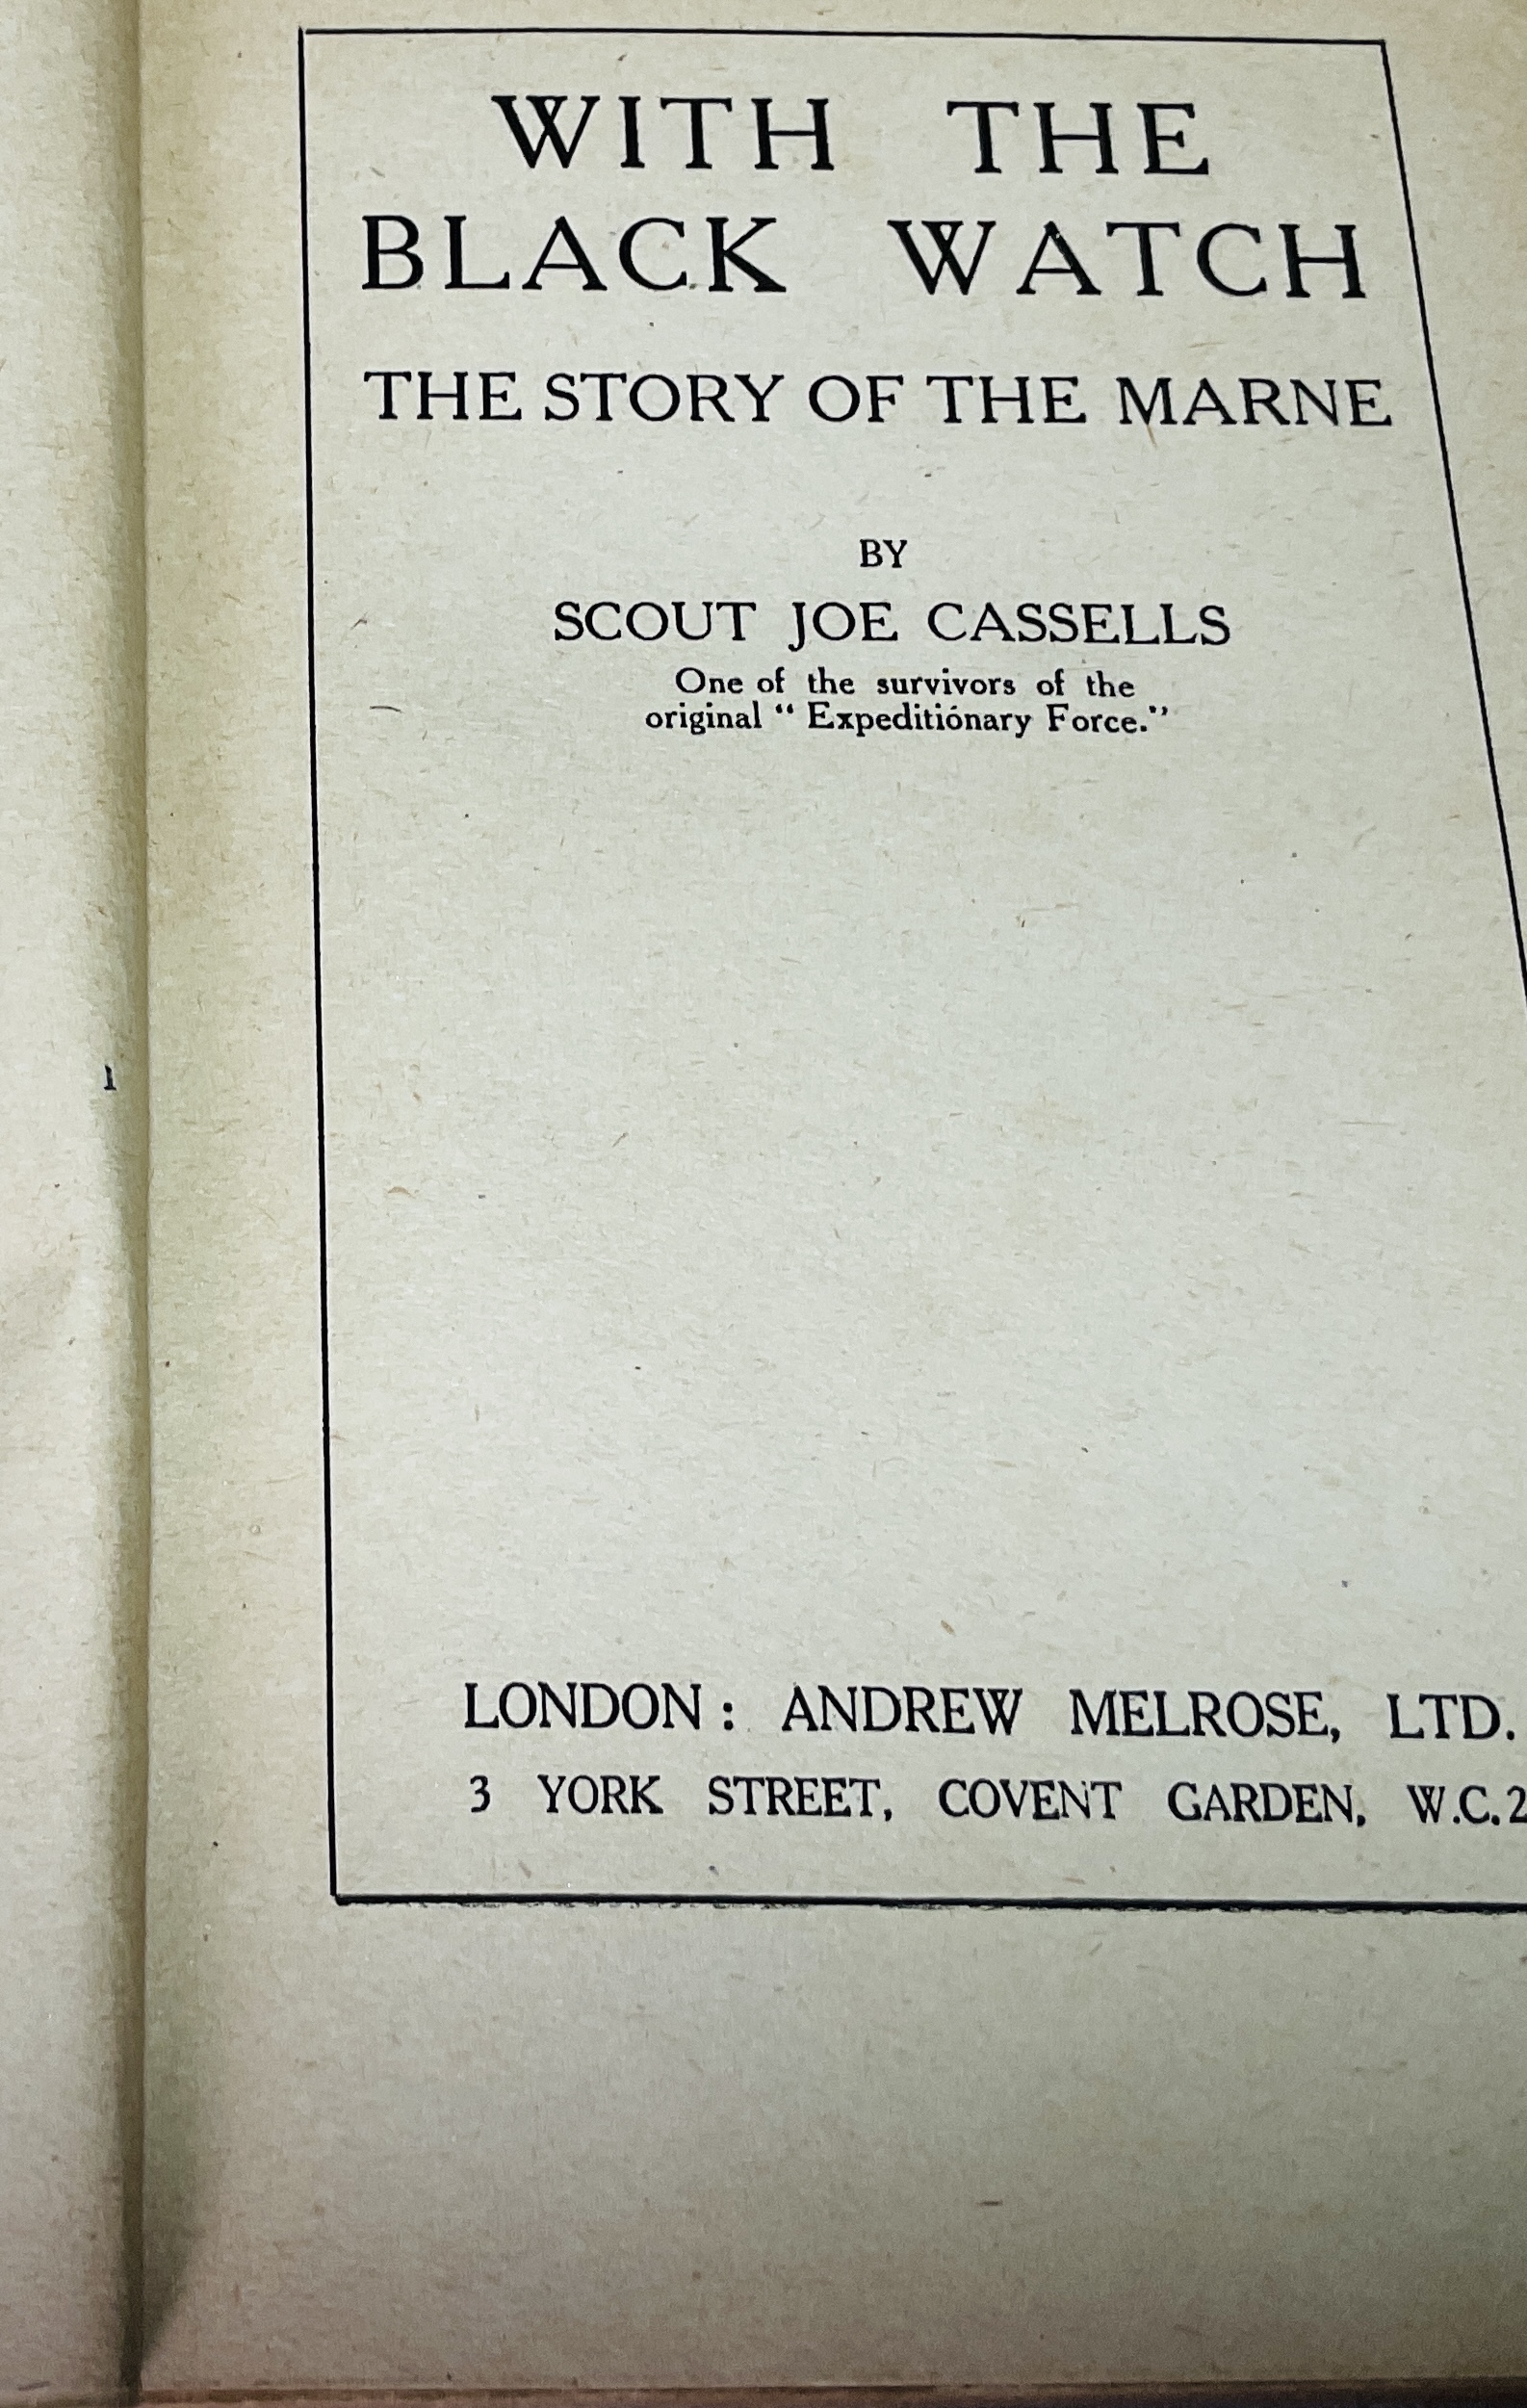 WITH THE
BLACK WATCH
THE STORY OF THE MARNE
BY
SCOUT JOE CASSELLS
One of the survivors of the
original “ Expeditiónary Force.”
LONDON : ANDREW MELROSE, LTD.
3 YORK STREET, COVENT GARDEN, W.C.2